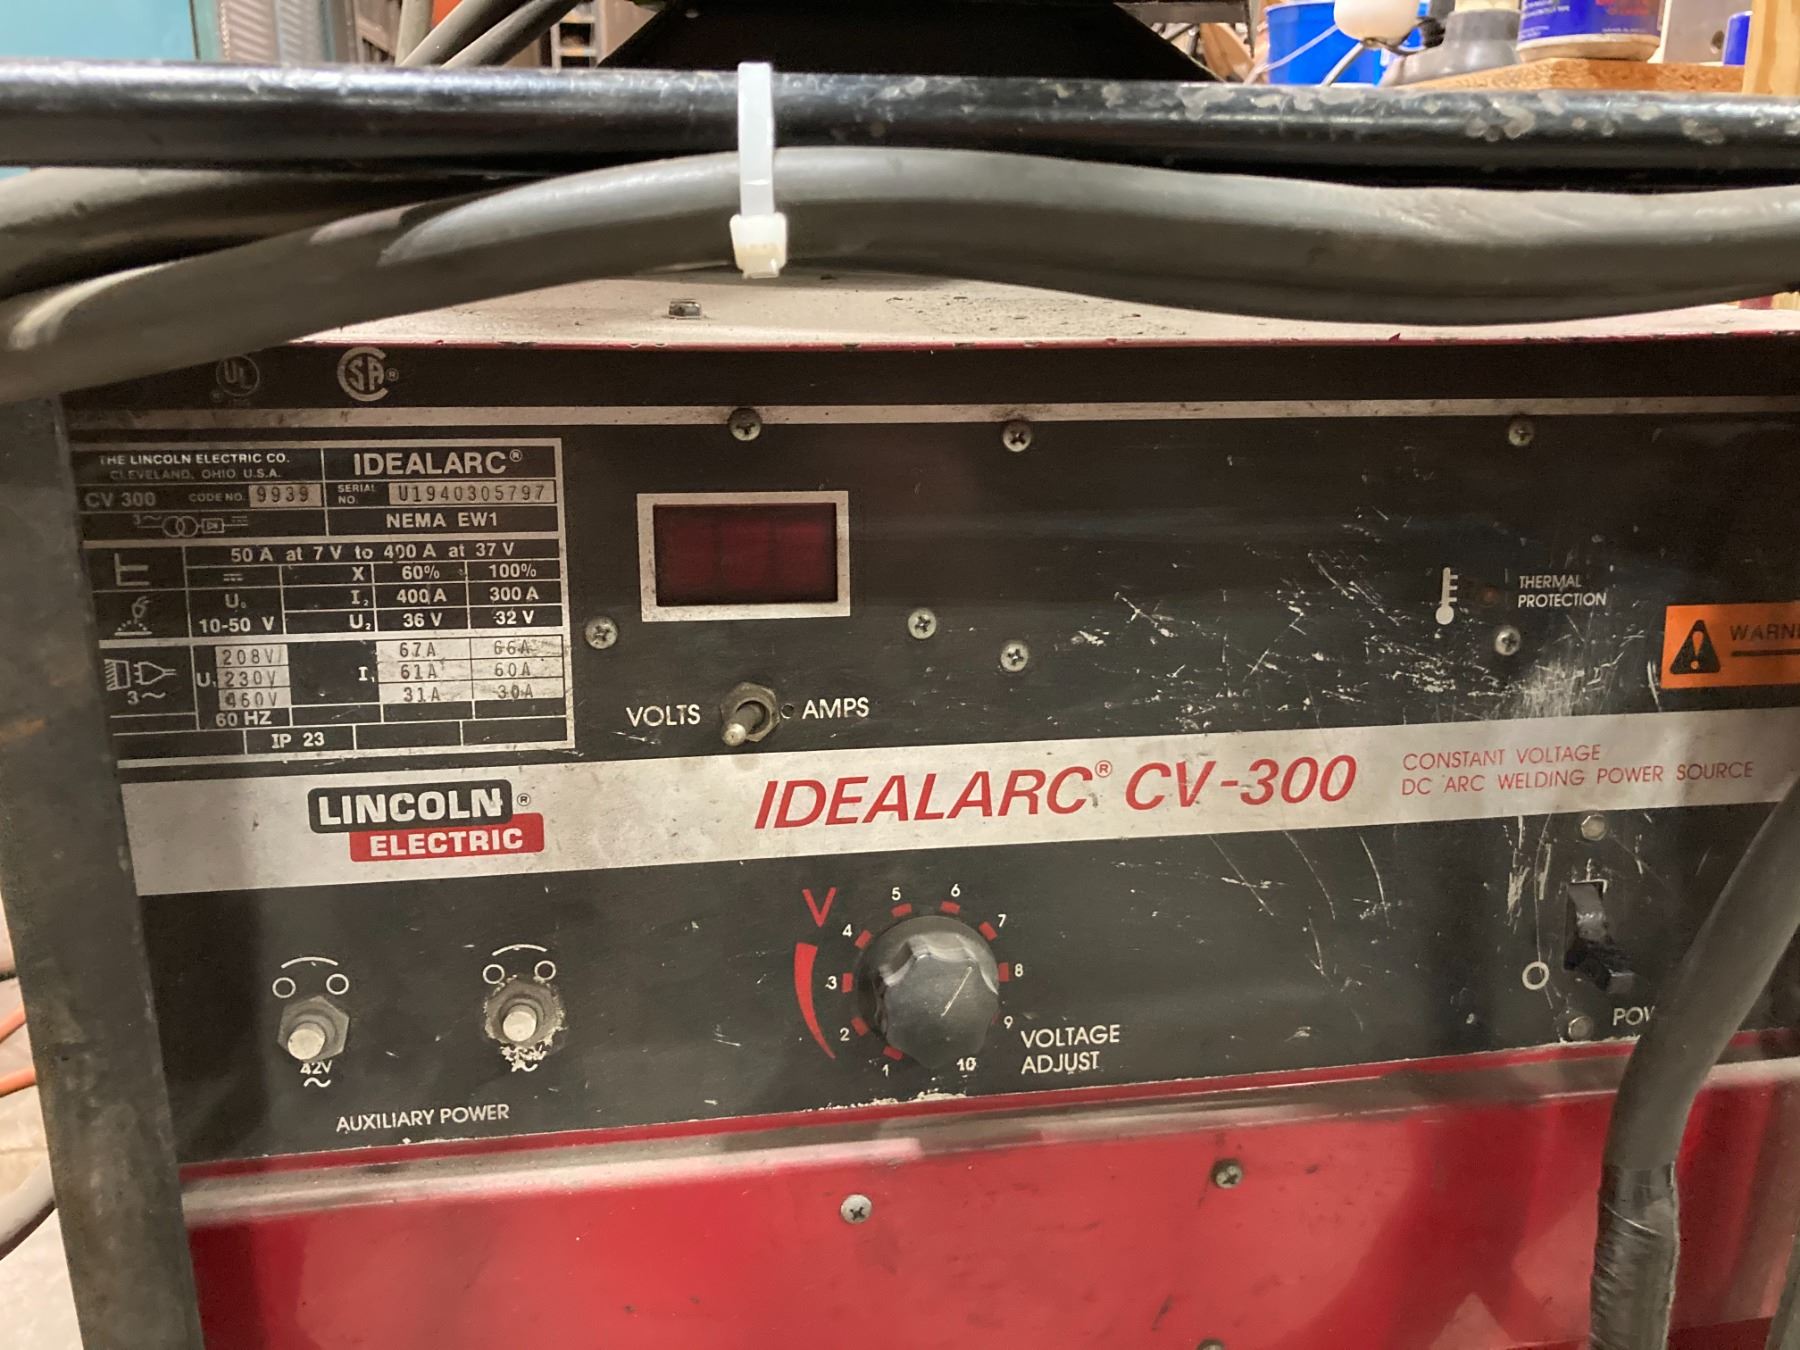 UL
CSA®
THE LINCOLN ELECTRIC CO.
CLEVELAND, OHIO U.S.A.
IDEALARC®
CV 300 CODE NO. 9939
SERIAL NO. U1940305797
3~
NEMA EW1
50 A at 7 V to 400 A at 37 V
X 60% 100%
U₀ I₂ 400 A 300 A
10-50 V U₂ 36 V 32 V
208V 67A 66A
U₁ 230V I₁ 61A 60A
3~ 460V 31A 30A
60 HZ
IP 23
VOLTS AMPS
THERMAL
PROTECTION
LINCOLN®
ELECTRIC
IDEALARC® CV-300
CONSTANT VOLTAGE
DC ARC WELDING POWER SOURCE
V
1 2 3 4 5 6 7 8 9 10
VOLTAGE
ADJUST
42V
~
~
AUXILIARY POWER